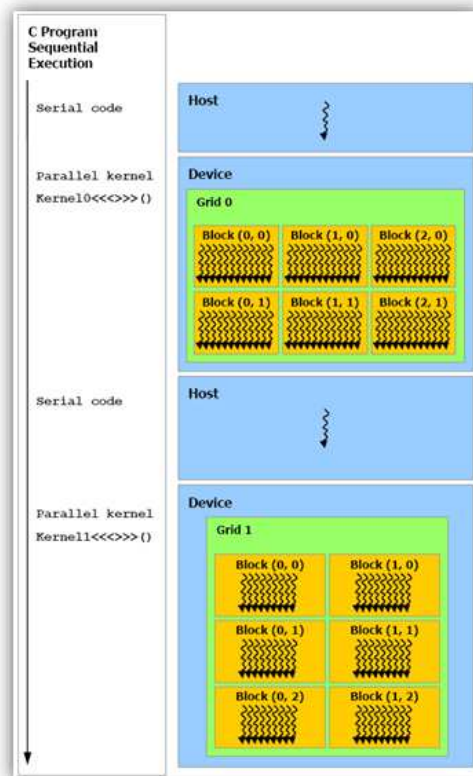 C Program
Sequential
Execution
Serial code
Host
Parallel kernel
Kernel0<<<>>>()
Device
Grid 0
Block (0, 0) Block (1, 0) Block (2, 0)
Block (0, 1) Block (1, 1) Block (2, 1)
Serial code
Host
Parallel kernel
Kernel1<<<>>>()
Device
Grid 1
Block (0, 0) Block (1, 0)
Block (0, 1) Block (1, 1)
Block (0, 2) Block (1, 2)